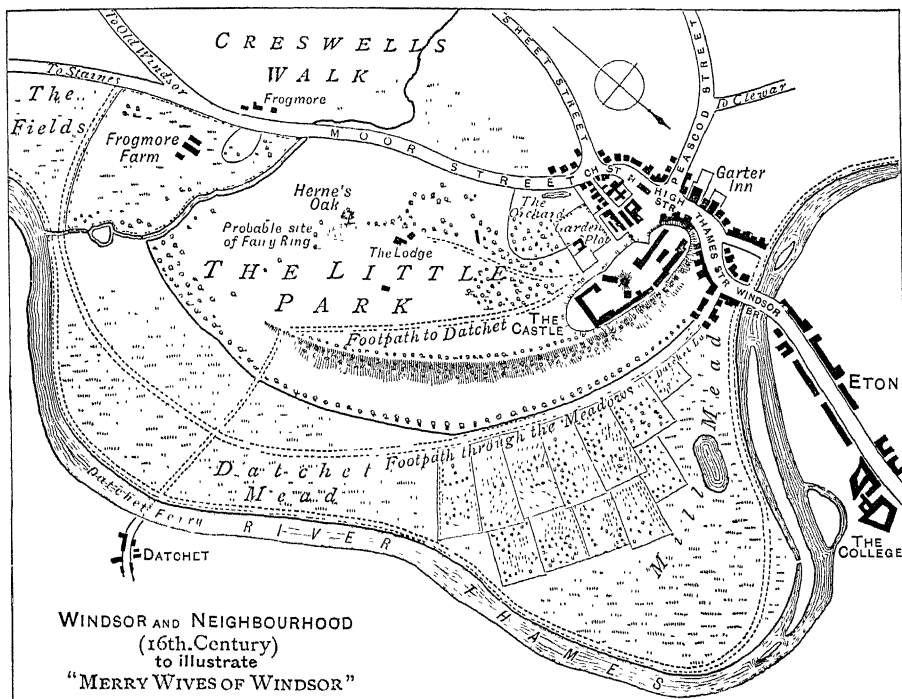 To Old Windsor
To Staines
CRESWELLS
WALK
Frogmore
SHEET STREET
PEASCOD STREET
To Clewar
The
Fields
Frogmore
Farm
MOOR STREET
CH. ST
HIGH
STR.
Garter
Inn
Herne's
Oak
The
Orchard
Garden
Plot
Probable site
of Fairy Ring
The Lodge
THAMES STR.
THE LITTLE
PARK
WINDSOR
BRI.
Footpath to Datchet
THE
CASTLE
ETON
Footpath through the Meadows
Datchet
Mead
Mill Mead
Datchet Ferry
RIVER THAMES
DATCHET
THE
COLLEGE
WINDSOR AND NEIGHBOURHOOD
(16th.Century)
to illustrate
"MERRY WIVES OF WINDSOR"